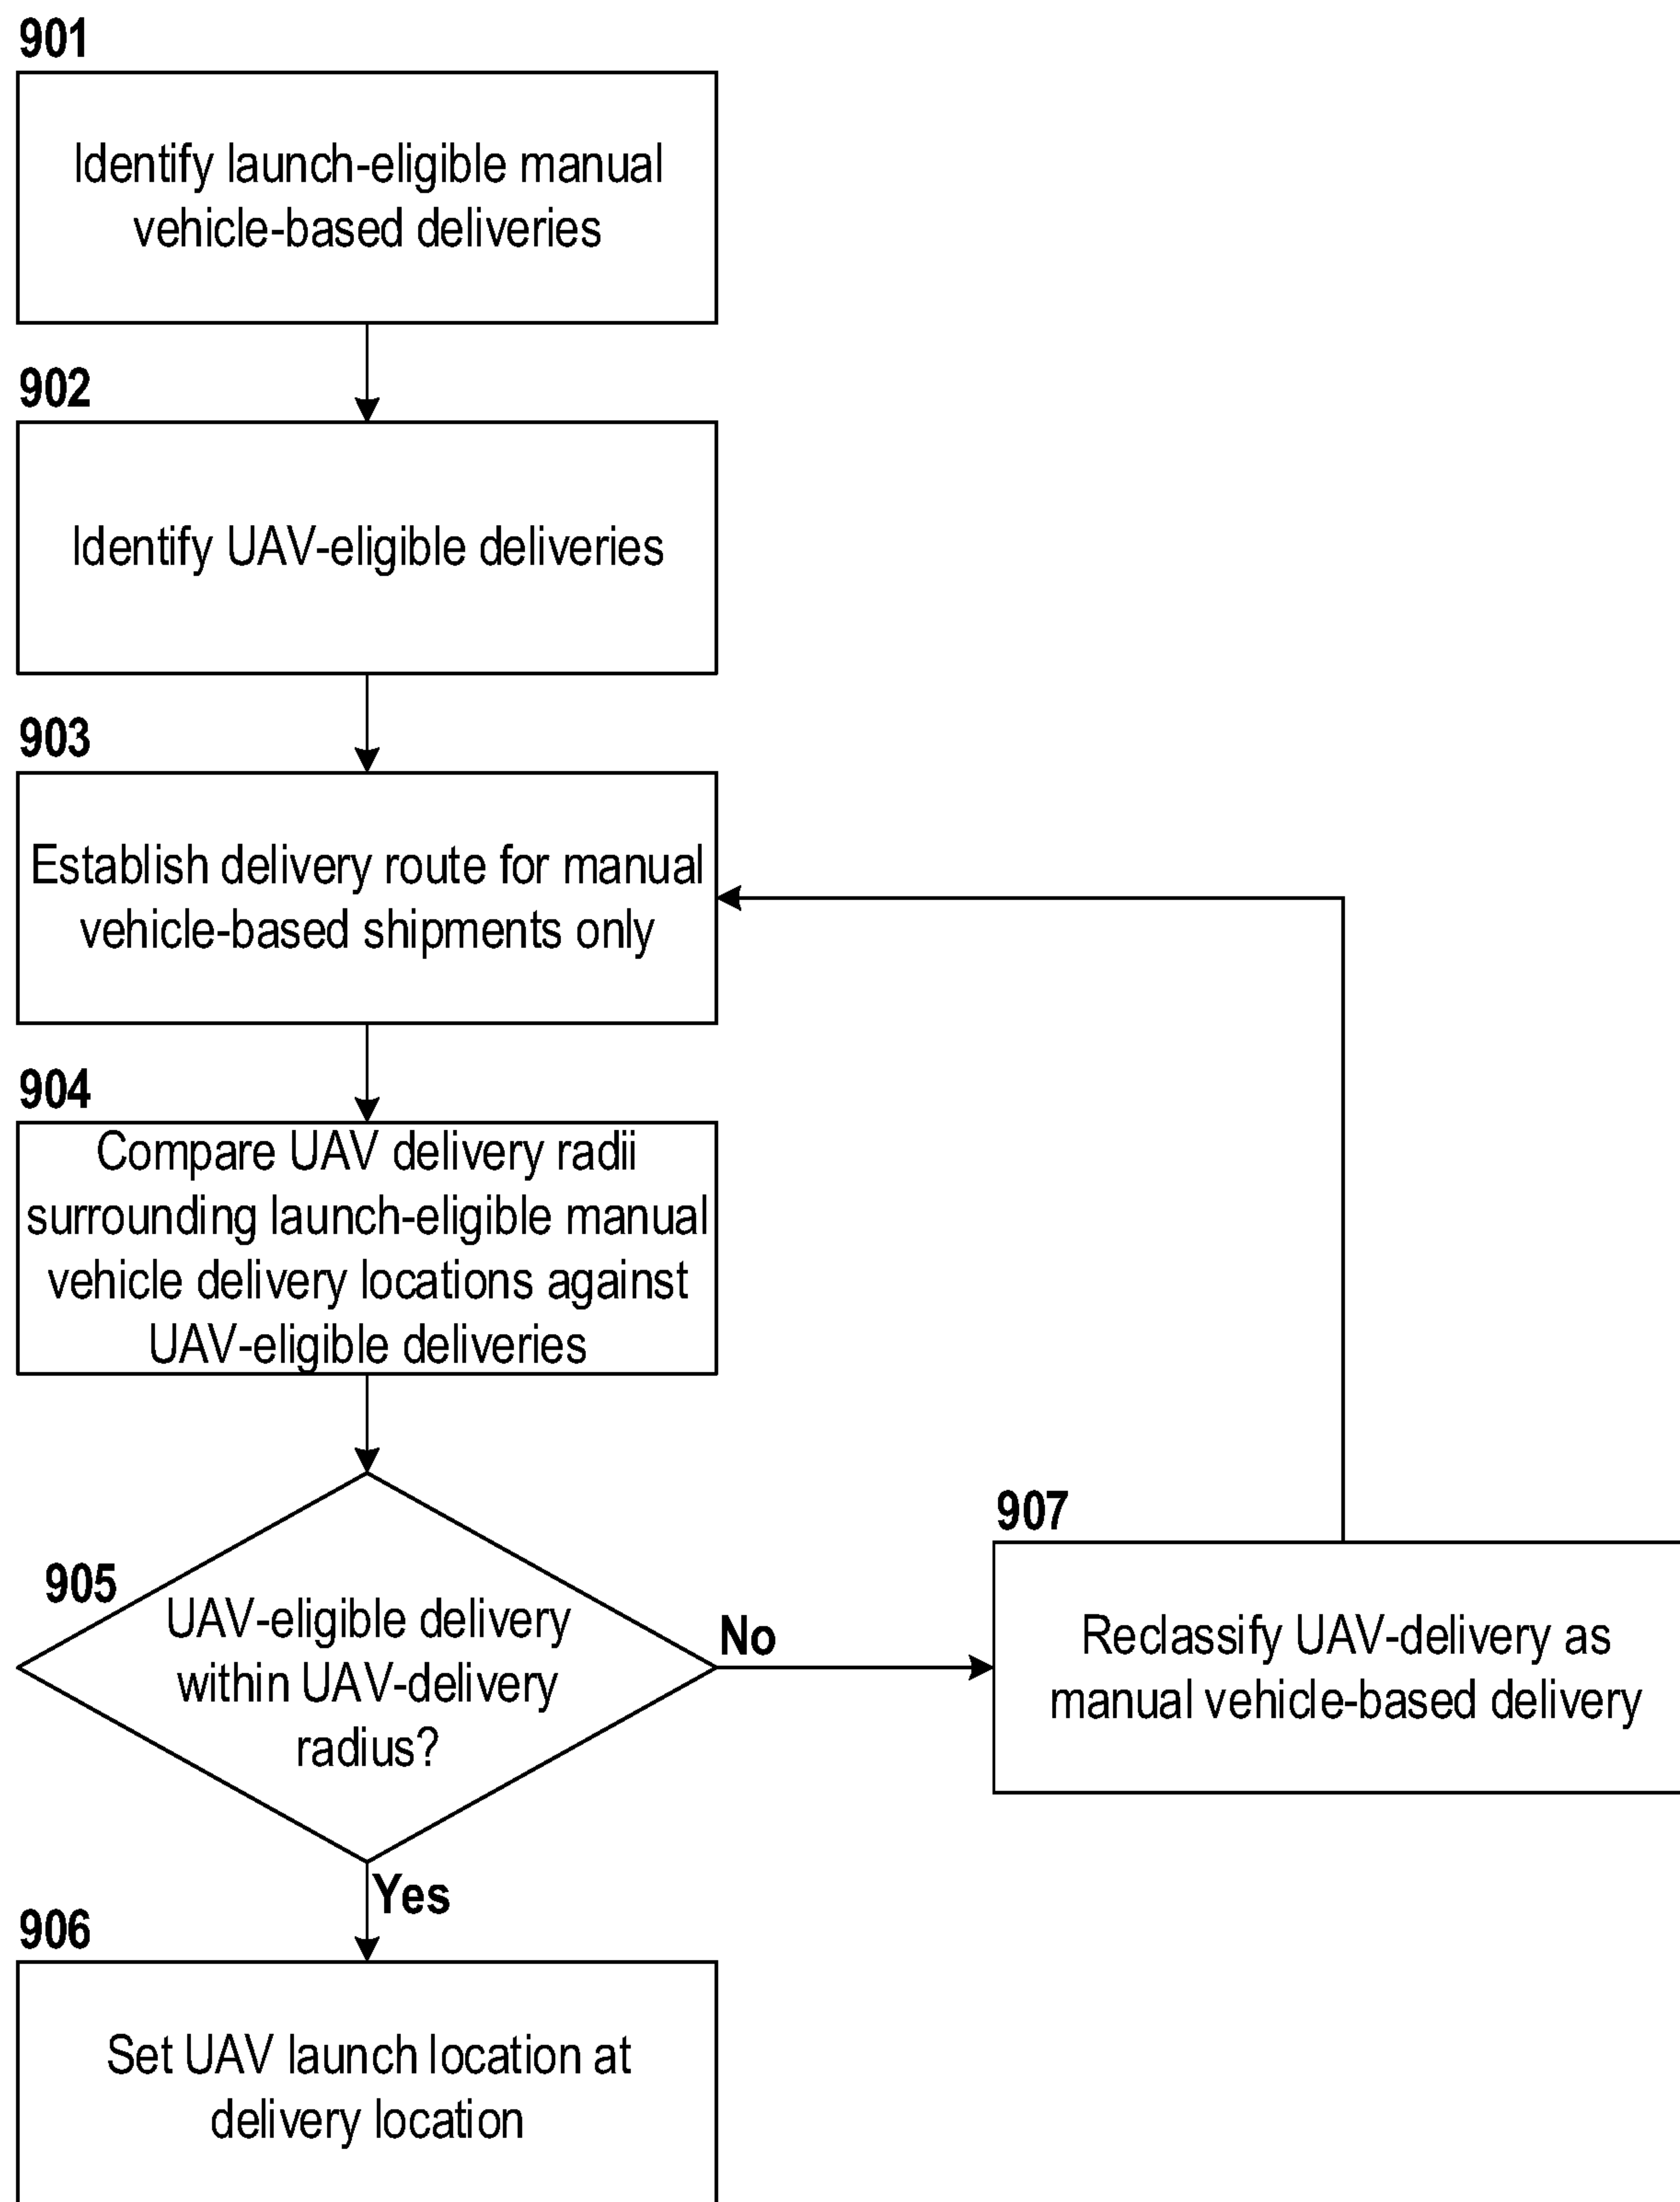 901
Identify launch-eligible manual
vehicle-based deliveries
902
Identify UAV-eligible deliveries
903
Establish delivery route for manual
vehicle-based shipments only
904
Compare UAV delivery radii
surrounding launch-eligible manual
vehicle delivery locations against
UAV-eligible deliveries
905
UAV-eligible delivery
within UAV-delivery
radius?
No
907
Reclassify UAV-delivery as
manual vehicle-based delivery
Yes
906
Set UAV launch location at
delivery location